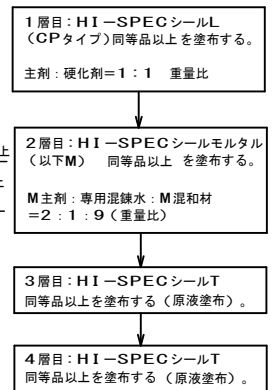 1層目：ＨＩ－ＳＰＥＣシールL
（ＣＰタイプ）同等品以上を塗布する。
主剤：硬化剤＝１：１ 重量比
2層目：ＨＩ－ＳＰＥＣシールモルタル
（以下Ｍ） 同等品以上 を塗布する。
Ｍ主剤：専用混錬水：Ｍ混和材
＝２：１：９（重量比）
3層目：ＨＩ－ＳＰＥＣシールＴ
同等品以上を塗布する（原液塗布）。
4層目：ＨＩ－ＳＰＥＣシールＴ
同等品以上を塗布する（原液塗布）。